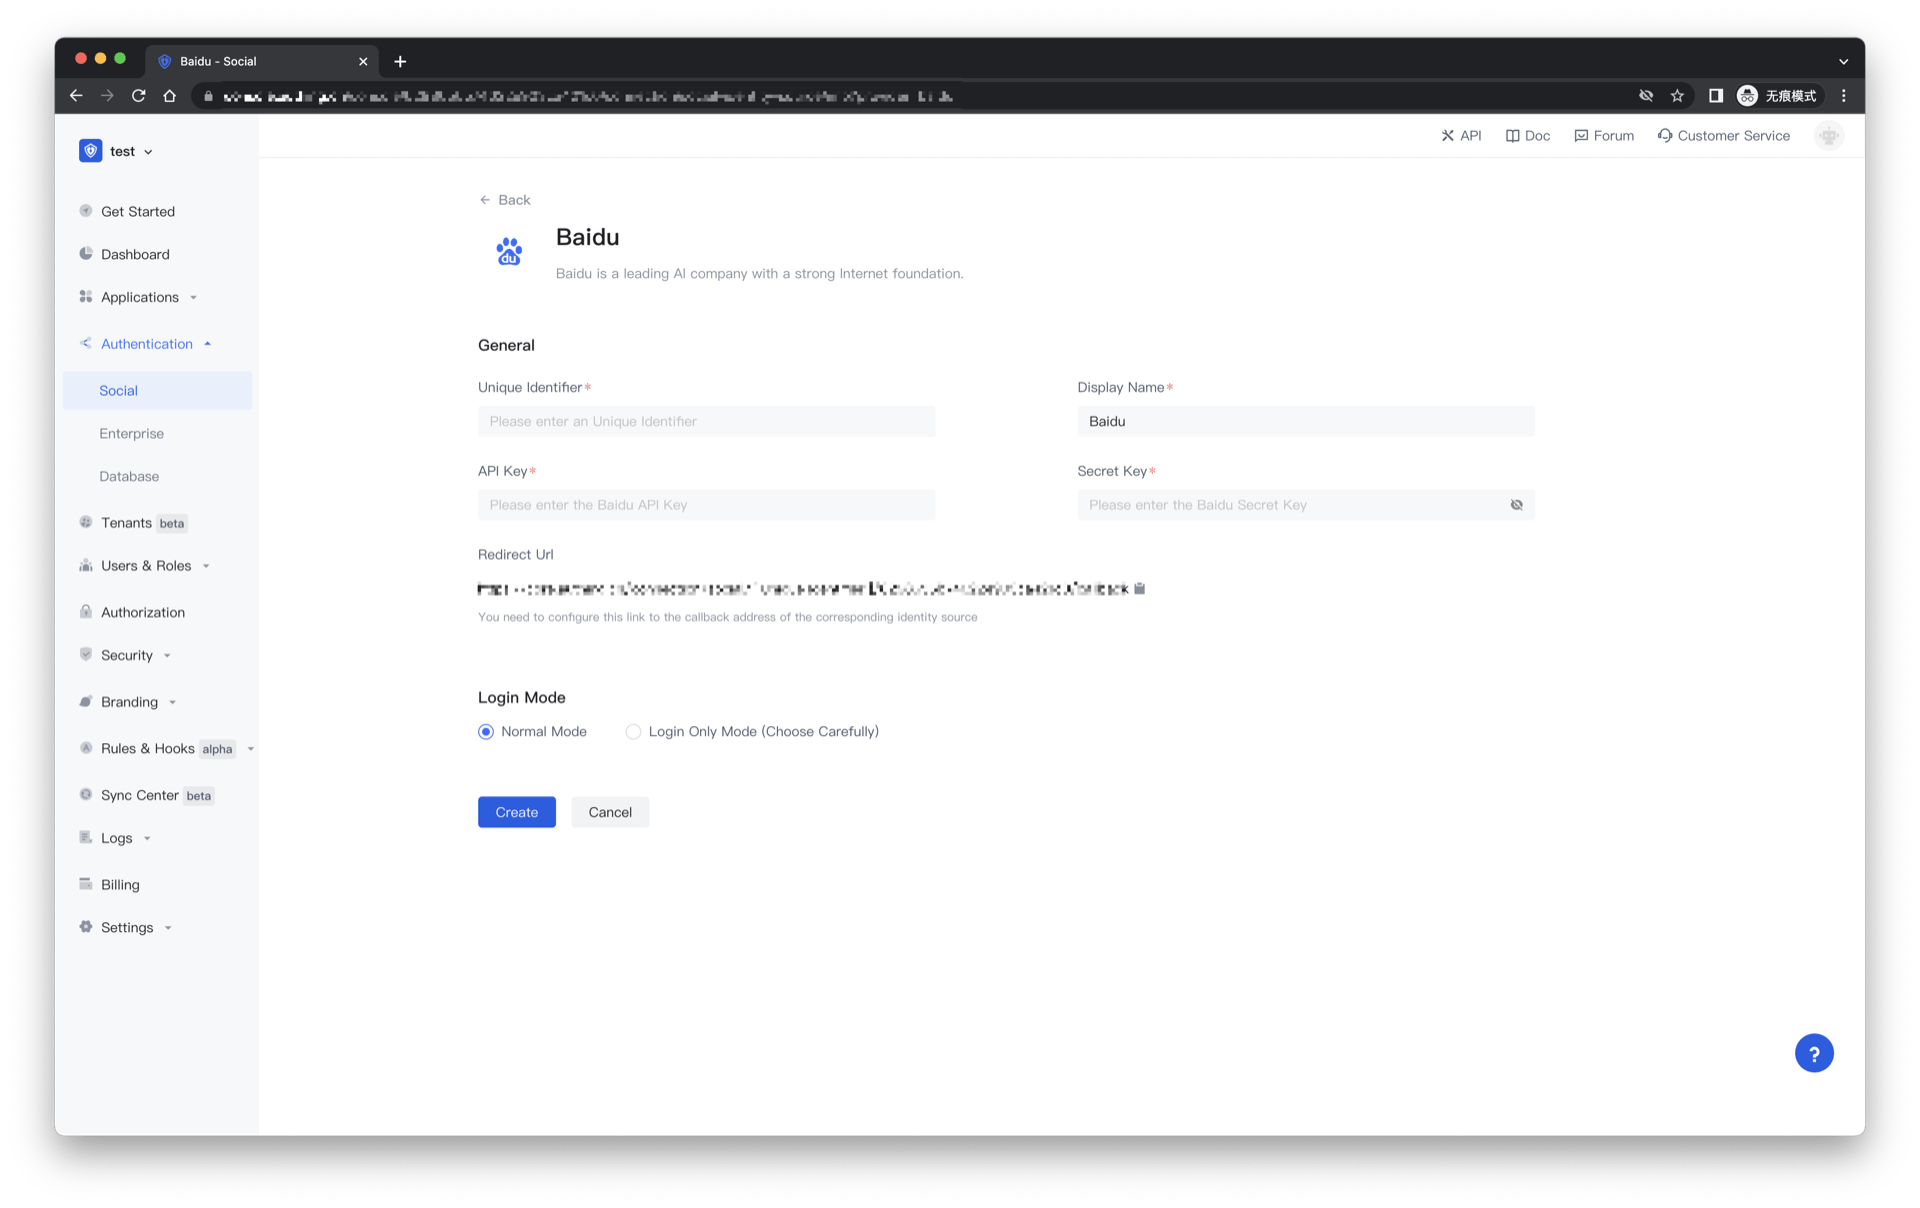 Baidu - Social
无痕模式
test
API
Doc
Forum
Customer Service
Get Started
Dashboard
Applications
Authentication
Social
Enterprise
Database
Tenants beta
Users & Roles
Authorization
Security
Branding
Rules & Hooks alpha
Sync Center beta
Logs
Billing
Settings
Back
du
Baidu
Baidu is a leading AI company with a strong Internet foundation.
General
Unique Identifier*
Display Name*
Please enter an Unique Identifier
Baidu
API Key*
Secret Key*
Please enter the Baidu API Key
Please enter the Baidu Secret Key
Redirect Url
You need to configure this link to the callback address of the corresponding identity source
Login Mode
Normal Mode
Login Only Mode (Choose Carefully)
Create
Cancel
?